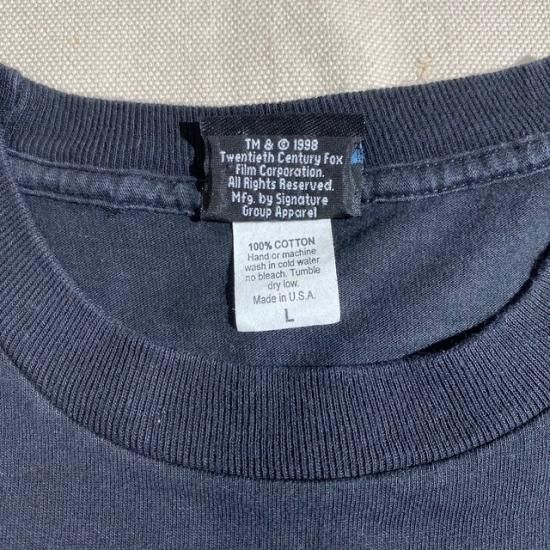 TM & © 1998
Twentieth Century Fox
Film Corporation.
All Rights Reserved.
Mfg. by Signature
Group Apparel
100% COTTON
Hand or machine
wash in cold water
no bleach. Tumble
dry low.
Made in U.S.A.
L